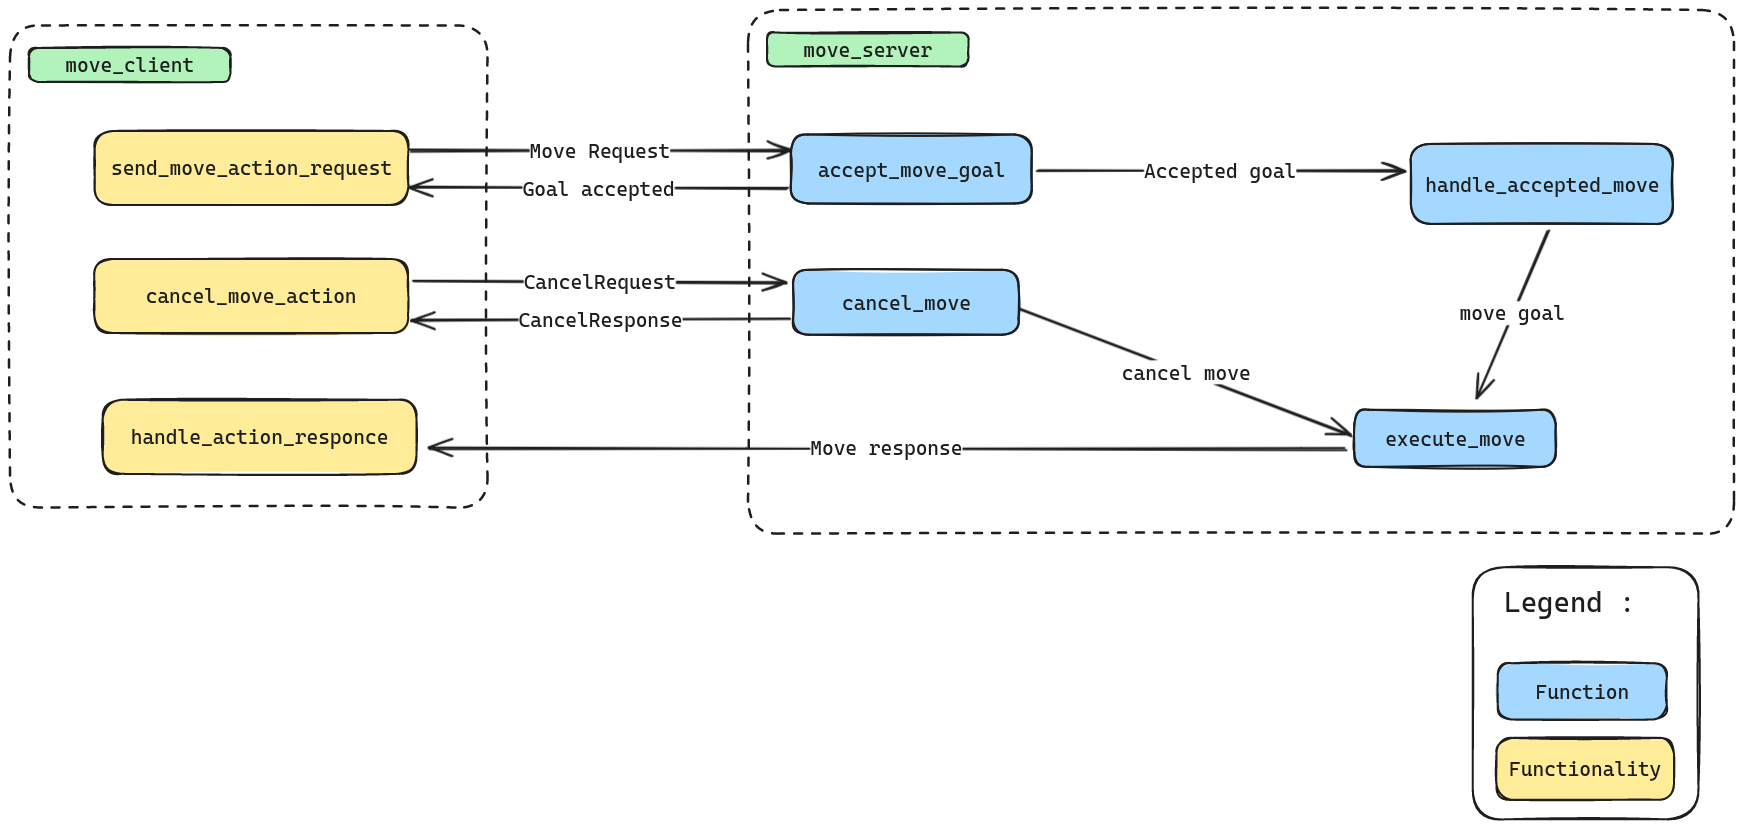 move_client
move_server
send_move_action_request
Move Request
Goal accepted
accept_move_goal
Accepted goal
handle_accepted_move
cancel_move_action
CancelRequest
CancelResponse
cancel_move
move goal
cancel move
handle_action_responce
Move response
execute_move
Legend :
Function
Functionality